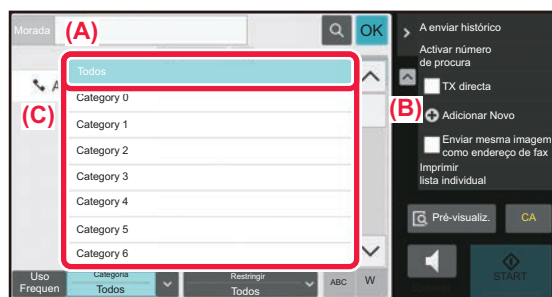 Morada
(A)
OK
A enviar histórico
Activar número
de procura
Todos
TX directa
A
Category 0
(C)
(B)
Adicionar Novo
Category 1
Category 2
Enviar mesma imagem
como endereço de fax
Category 3
Imprimir
lista individual
Category 4
Category 5
Pré-visualiz.
CA
Category 6
Uso
Frequen
Categoria
Todos
Restringir
Todos
ABC
W
START